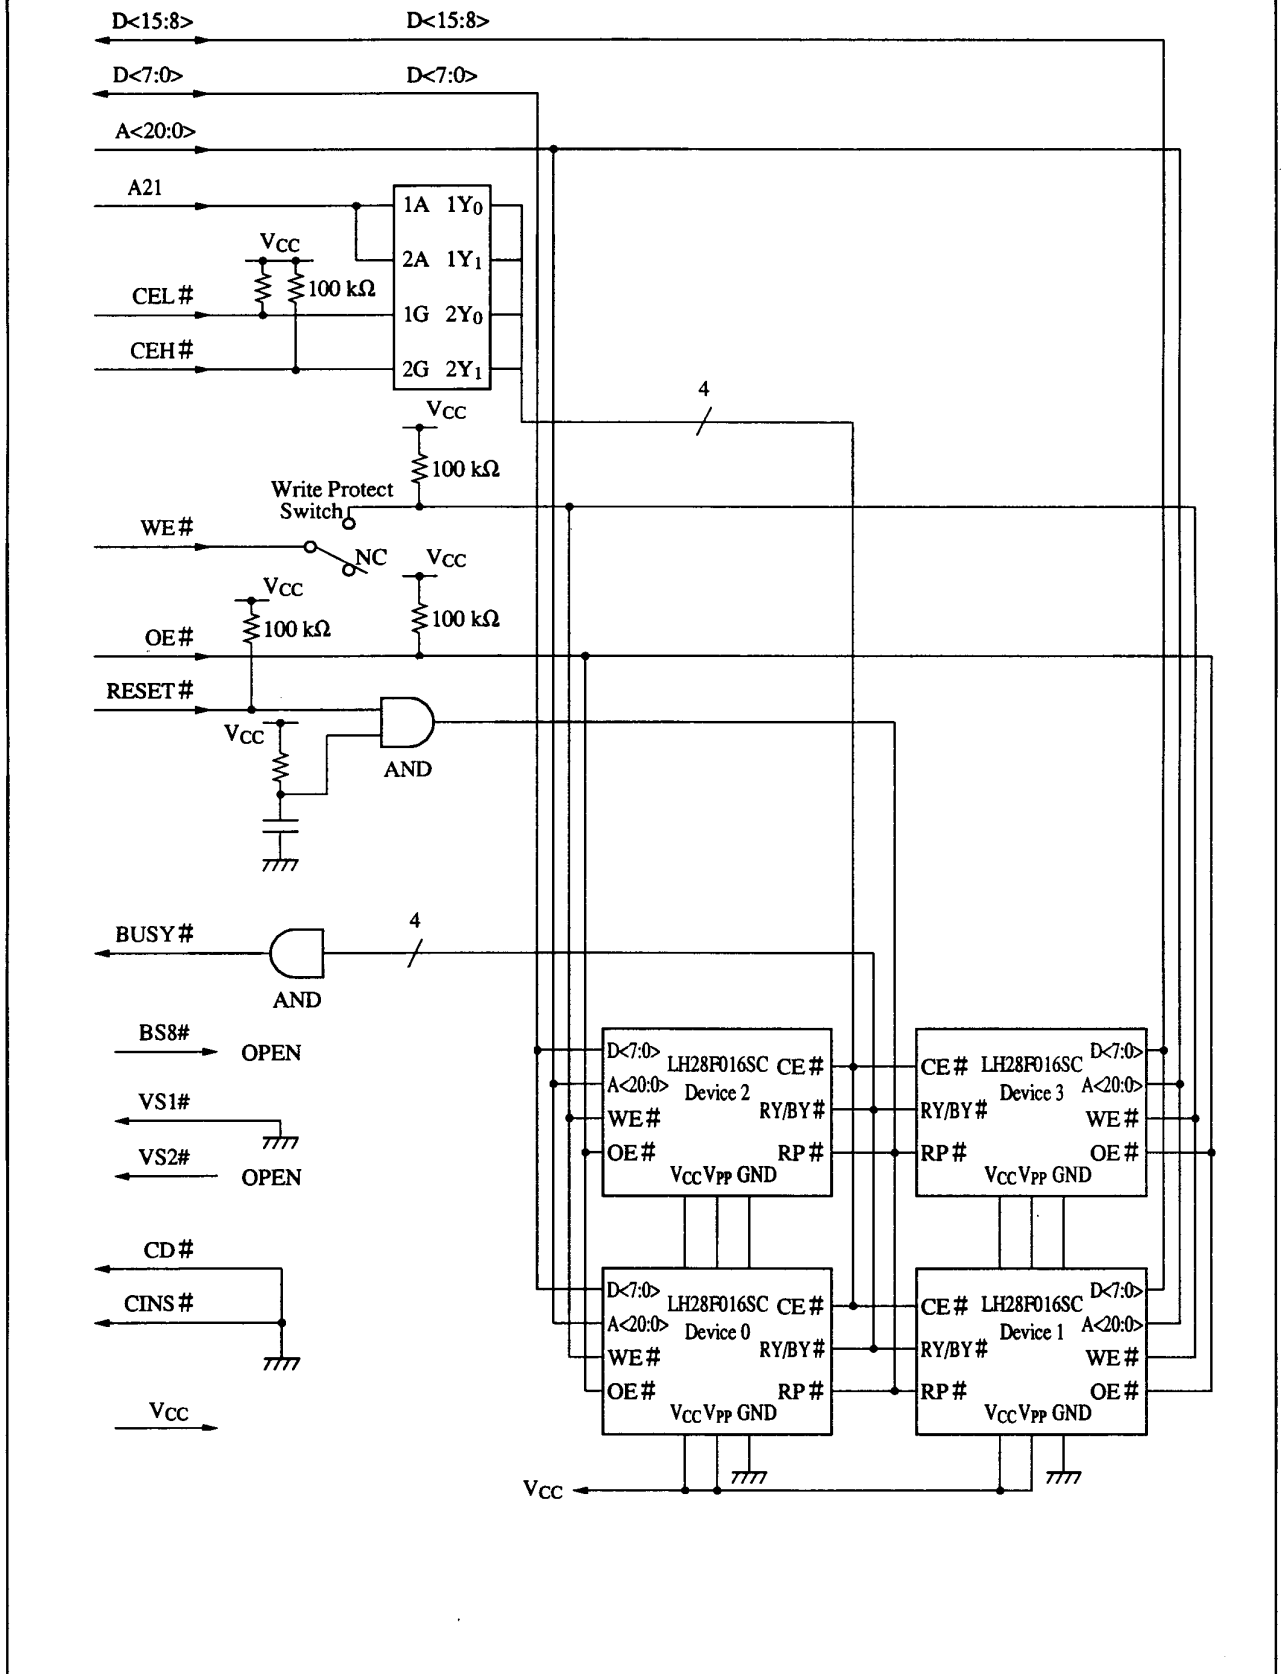 D<15:8> D<15:8>
D<7:0> D<7:0>
A<20:0>
A21
1A 1Y0
VCC
2A 1Y1
100 kΩ
CEL#
1G 2Y0
CEH#
2G 2Y1
4
VCC
100 kΩ
Write Protect
Switch
WE#
NC
VCC
VCC
100 kΩ
100 kΩ
OE#
RESET#
VCC
AND
4
BUSY#
AND
BS8#
OPEN
VS1#
VS2#
OPEN
CD#
CINS#
VCC
D<7:0> LH28F016SC CE#
A<20:0> Device 2
RY/BY#
WE#
OE# RP#
VCC VPP GND
CE# LH28F016SC D<7:0>
Device 3 A<20:0>
RY/BY#
WE#
RP# OE#
VCC VPP GND
D<7:0> LH28F016SC CE#
A<20:0> Device 0
RY/BY#
WE#
OE# RP#
VCC VPP GND
CE# LH28F016SC D<7:0>
Device 1 A<20:0>
RY/BY#
WE#
RP# OE#
VCC VPP GND
VCC